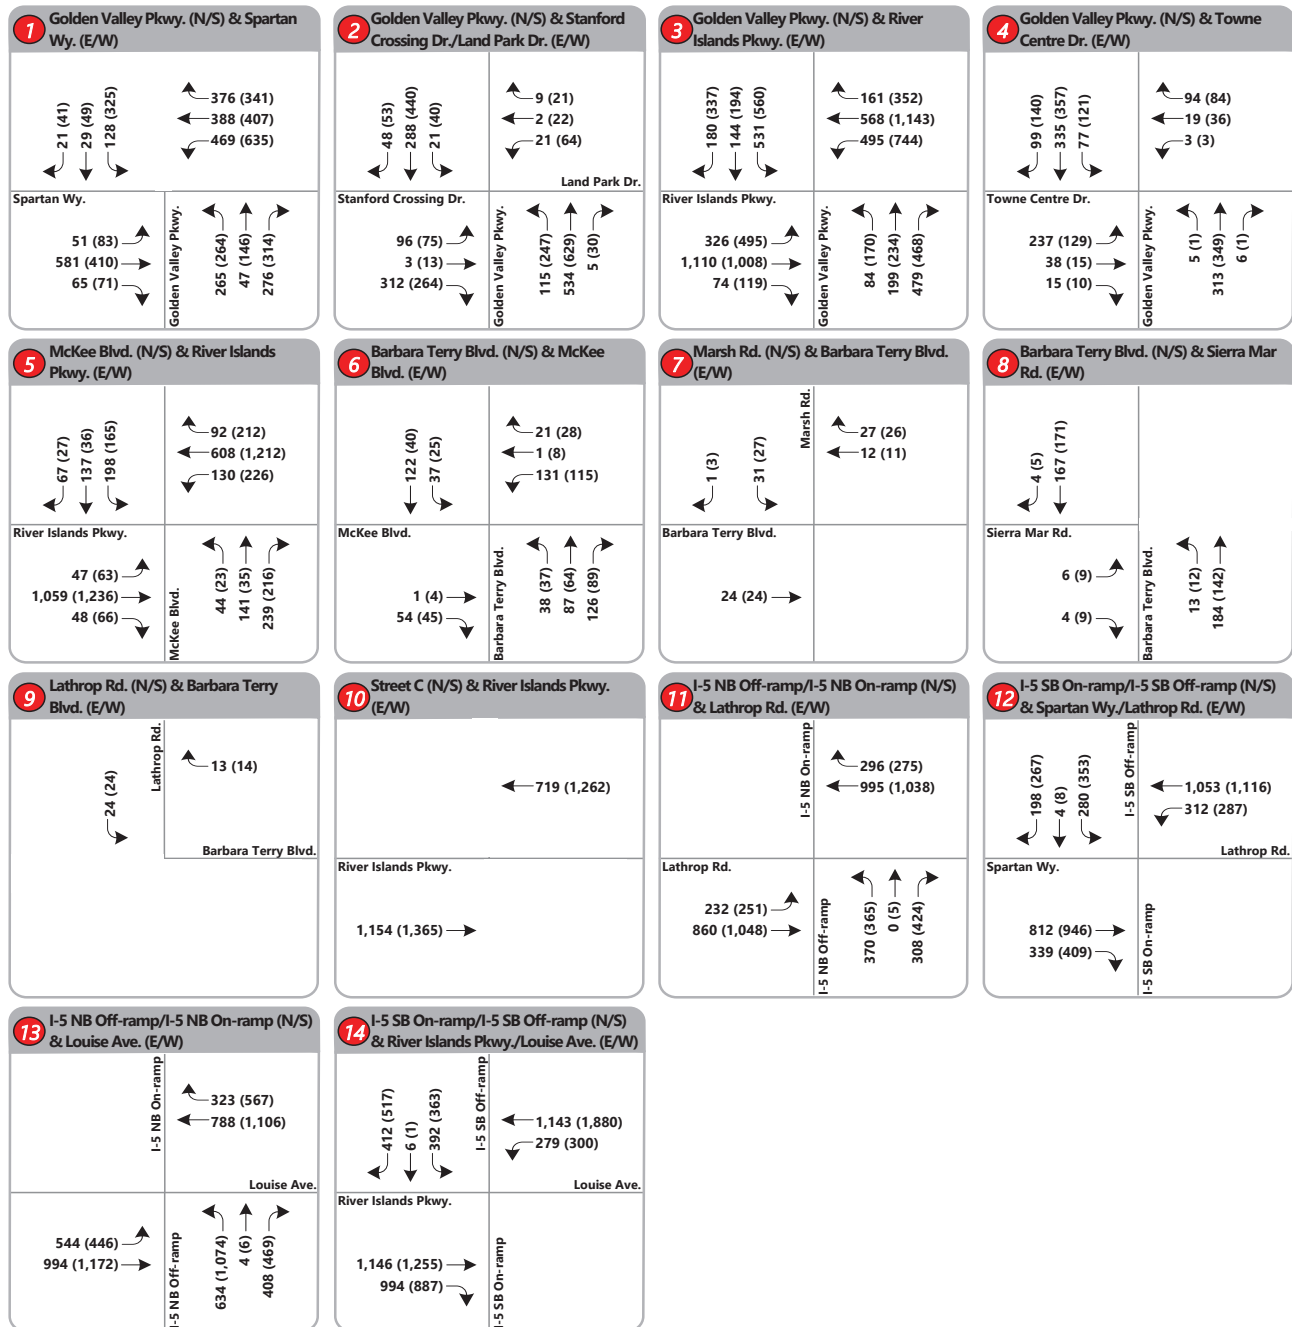 1
Golden Valley Pkwy. (N/S) & Spartan
Wy. (E/W)
21 (41)
29 (49)
128 (325)
376 (341)
388 (407)
469 (635)
Spartan Wy.
51 (83)
581 (410)
65 (71)
Golden Valley Pkwy.
265 (264)
47 (146)
276 (314)
2
Golden Valley Pkwy. (N/S) & Stanford
Crossing Dr./Land Park Dr. (E/W)
48 (53)
288 (440)
21 (40)
9 (21)
2 (22)
21 (64)
Land Park Dr.
Stanford Crossing Dr.
96 (75)
3 (13)
312 (264)
Golden Valley Pkwy.
115 (247)
534 (629)
5 (30)
3
Golden Valley Pkwy. (N/S) & River
Islands Pkwy. (E/W)
180 (337)
144 (194)
531 (560)
161 (352)
568 (1,143)
495 (744)
River Islands Pkwy.
326 (495)
1,110 (1,008)
74 (119)
Golden Valley Pkwy.
84 (170)
199 (234)
479 (468)
4
Golden Valley Pkwy. (N/S) & Towne
Centre Dr. (E/W)
99 (140)
335 (357)
77 (121)
94 (84)
19 (36)
3 (3)
Towne Centre Dr.
237 (129)
38 (15)
15 (10)
Golden Valley Pkwy.
5 (1)
313 (349)
6 (1)
5
McKee Blvd. (N/S) & River Islands
Pkwy. (E/W)
67 (27)
137 (36)
198 (165)
92 (212)
608 (1,212)
130 (226)
River Islands Pkwy.
47 (63)
1,059 (1,236)
48 (66)
McKee Blvd.
44 (23)
141 (35)
239 (216)
6
Barbara Terry Blvd. (N/S) & McKee
Blvd. (E/W)
122 (40)
37 (25)
21 (28)
1 (8)
131 (115)
McKee Blvd.
1 (4)
54 (45)
Barbara Terry Blvd.
38 (37)
87 (64)
126 (89)
7
Marsh Rd. (N/S) & Barbara Terry Blvd.
(E/W)
1 (3)
31 (27)
Marsh Rd.
27 (26)
12 (11)
Barbara Terry Blvd.
24 (24)
8
Barbara Terry Blvd. (N/S) & Sierra Mar
Rd. (E/W)
4 (5)
167 (171)
Sierra Mar Rd.
6 (9)
4 (9)
Barbara Terry Blvd.
13 (12)
184 (142)
9
Lathrop Rd. (N/S) & Barbara Terry
Blvd. (E/W)
24 (24)
Lathrop Rd.
13 (14)
Barbara Terry Blvd.
10
Street C (N/S) & River Islands Pkwy.
(E/W)
719 (1,262)
River Islands Pkwy.
1,154 (1,365)
11
I-5 NB Off-ramp/I-5 NB On-ramp (N/S)
& Lathrop Rd. (E/W)
I-5 NB On-ramp
296 (275)
995 (1,038)
Lathrop Rd.
232 (251)
860 (1,048)
I-5 NB Off-ramp
370 (365)
0 (5)
308 (424)
12
I-5 SB On-ramp/I-5 SB Off-ramp (N/S)
& Spartan Wy./Lathrop Rd. (E/W)
198 (267)
4 (8)
280 (353)
I-5 SB Off-ramp
1,053 (1,116)
312 (287)
Lathrop Rd.
Spartan Wy.
812 (946)
339 (409)
I-5 SB On-ramp
13
I-5 NB Off-ramp/I-5 NB On-ramp (N/S)
& Louise Ave. (E/W)
I-5 NB On-ramp
323 (567)
788 (1,106)
Louise Ave.
544 (446)
994 (1,172)
I-5 NB Off-ramp
634 (1,074)
4 (6)
408 (469)
14
I-5 SB On-ramp/I-5 SB Off-ramp (N/S)
& River Islands Pkwy./Louise Ave. (E/W)
412 (517)
6 (1)
392 (363)
I-5 SB Off-ramp
1,143 (1,880)
279 (300)
Louise Ave.
River Islands Pkwy.
1,146 (1,255)
994 (887)
I-5 SB On-ramp